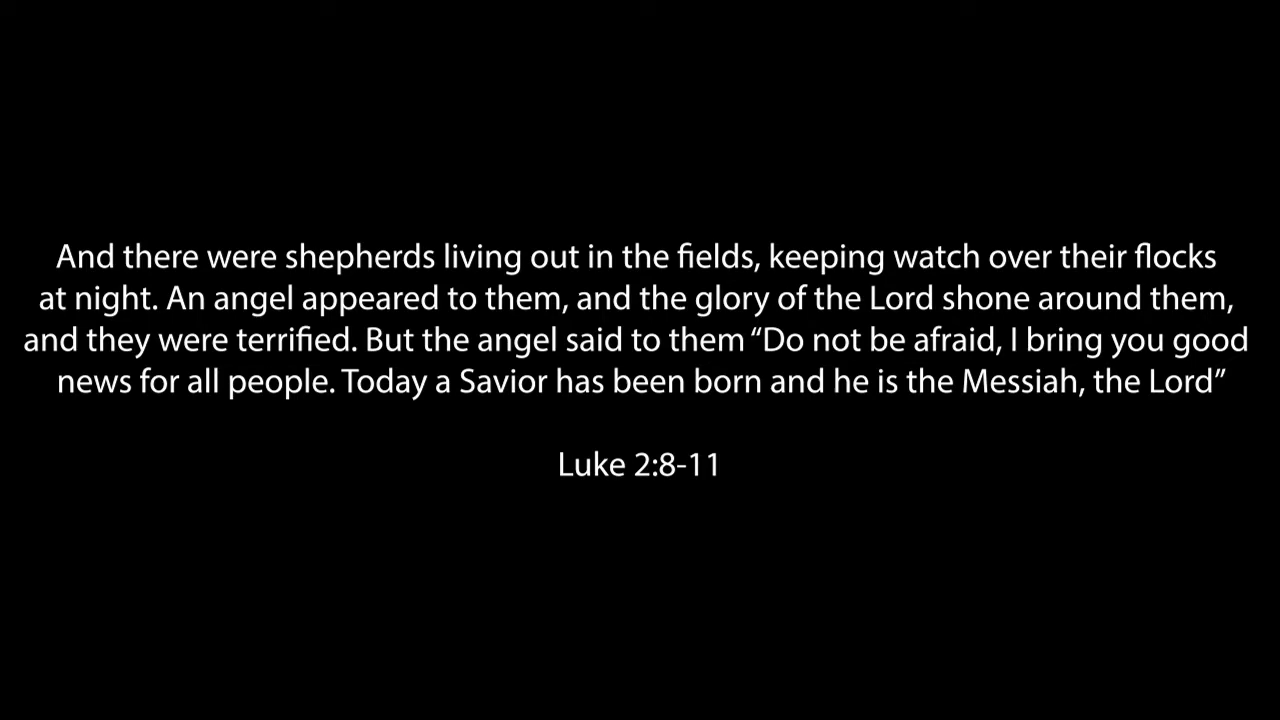 And there were shepherds living out in the fields, keeping watch over their flocks
at night. An angel appeared to them, and the glory of the Lord shone around them,
and they were terrified. But the angel said to them “Do not be afraid, I bring you good
news for all people. Today a Savior has been born and he is the Messiah, the Lord”
Luke 2:8-11